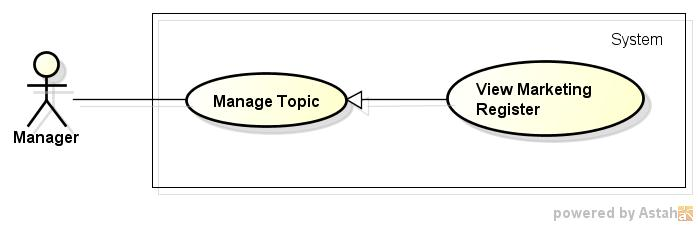 System
Manage Topic
View Marketing
Register
Manager
powered by Astah